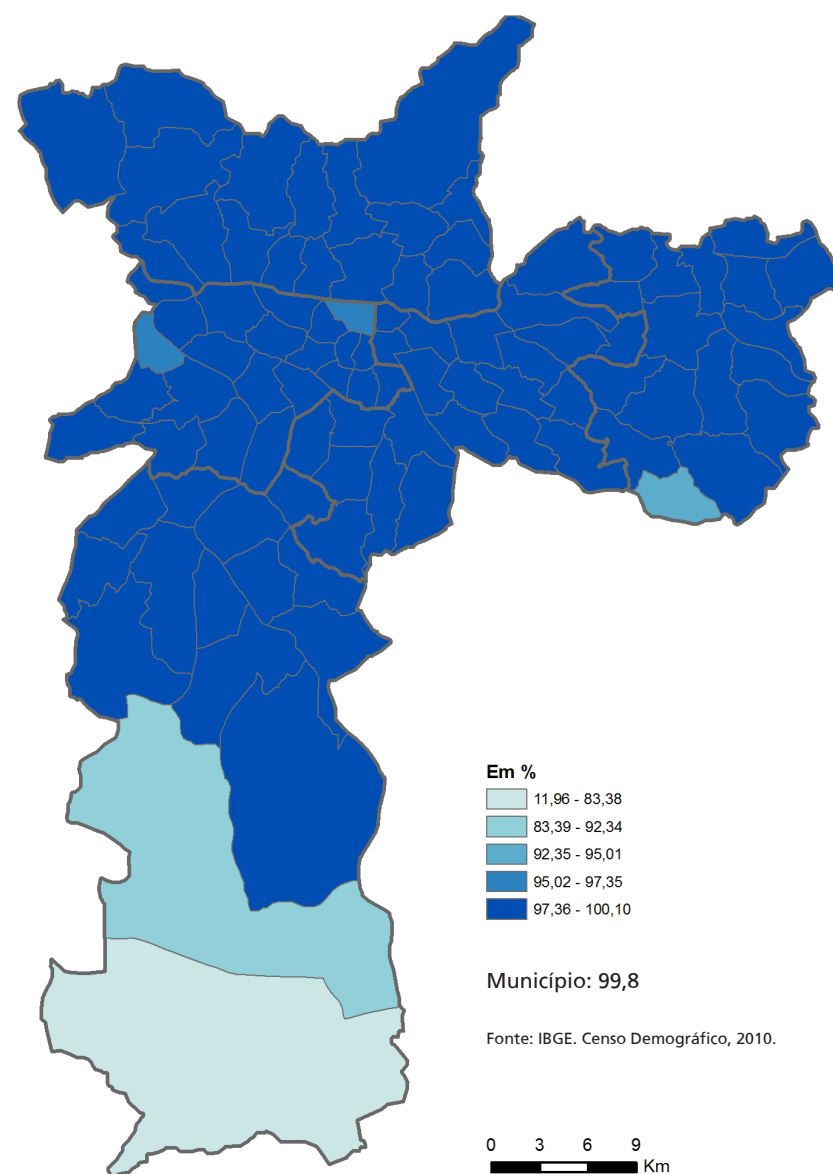 Em %
11,96 - 83,38
83,39 - 92,34
92,35 - 95,01
95,02 - 97,35
97,36 - 100,10
Município: 99,8
Fonte: IBGE. Censo Demográfico, 2010.
0 3 6 9
Km